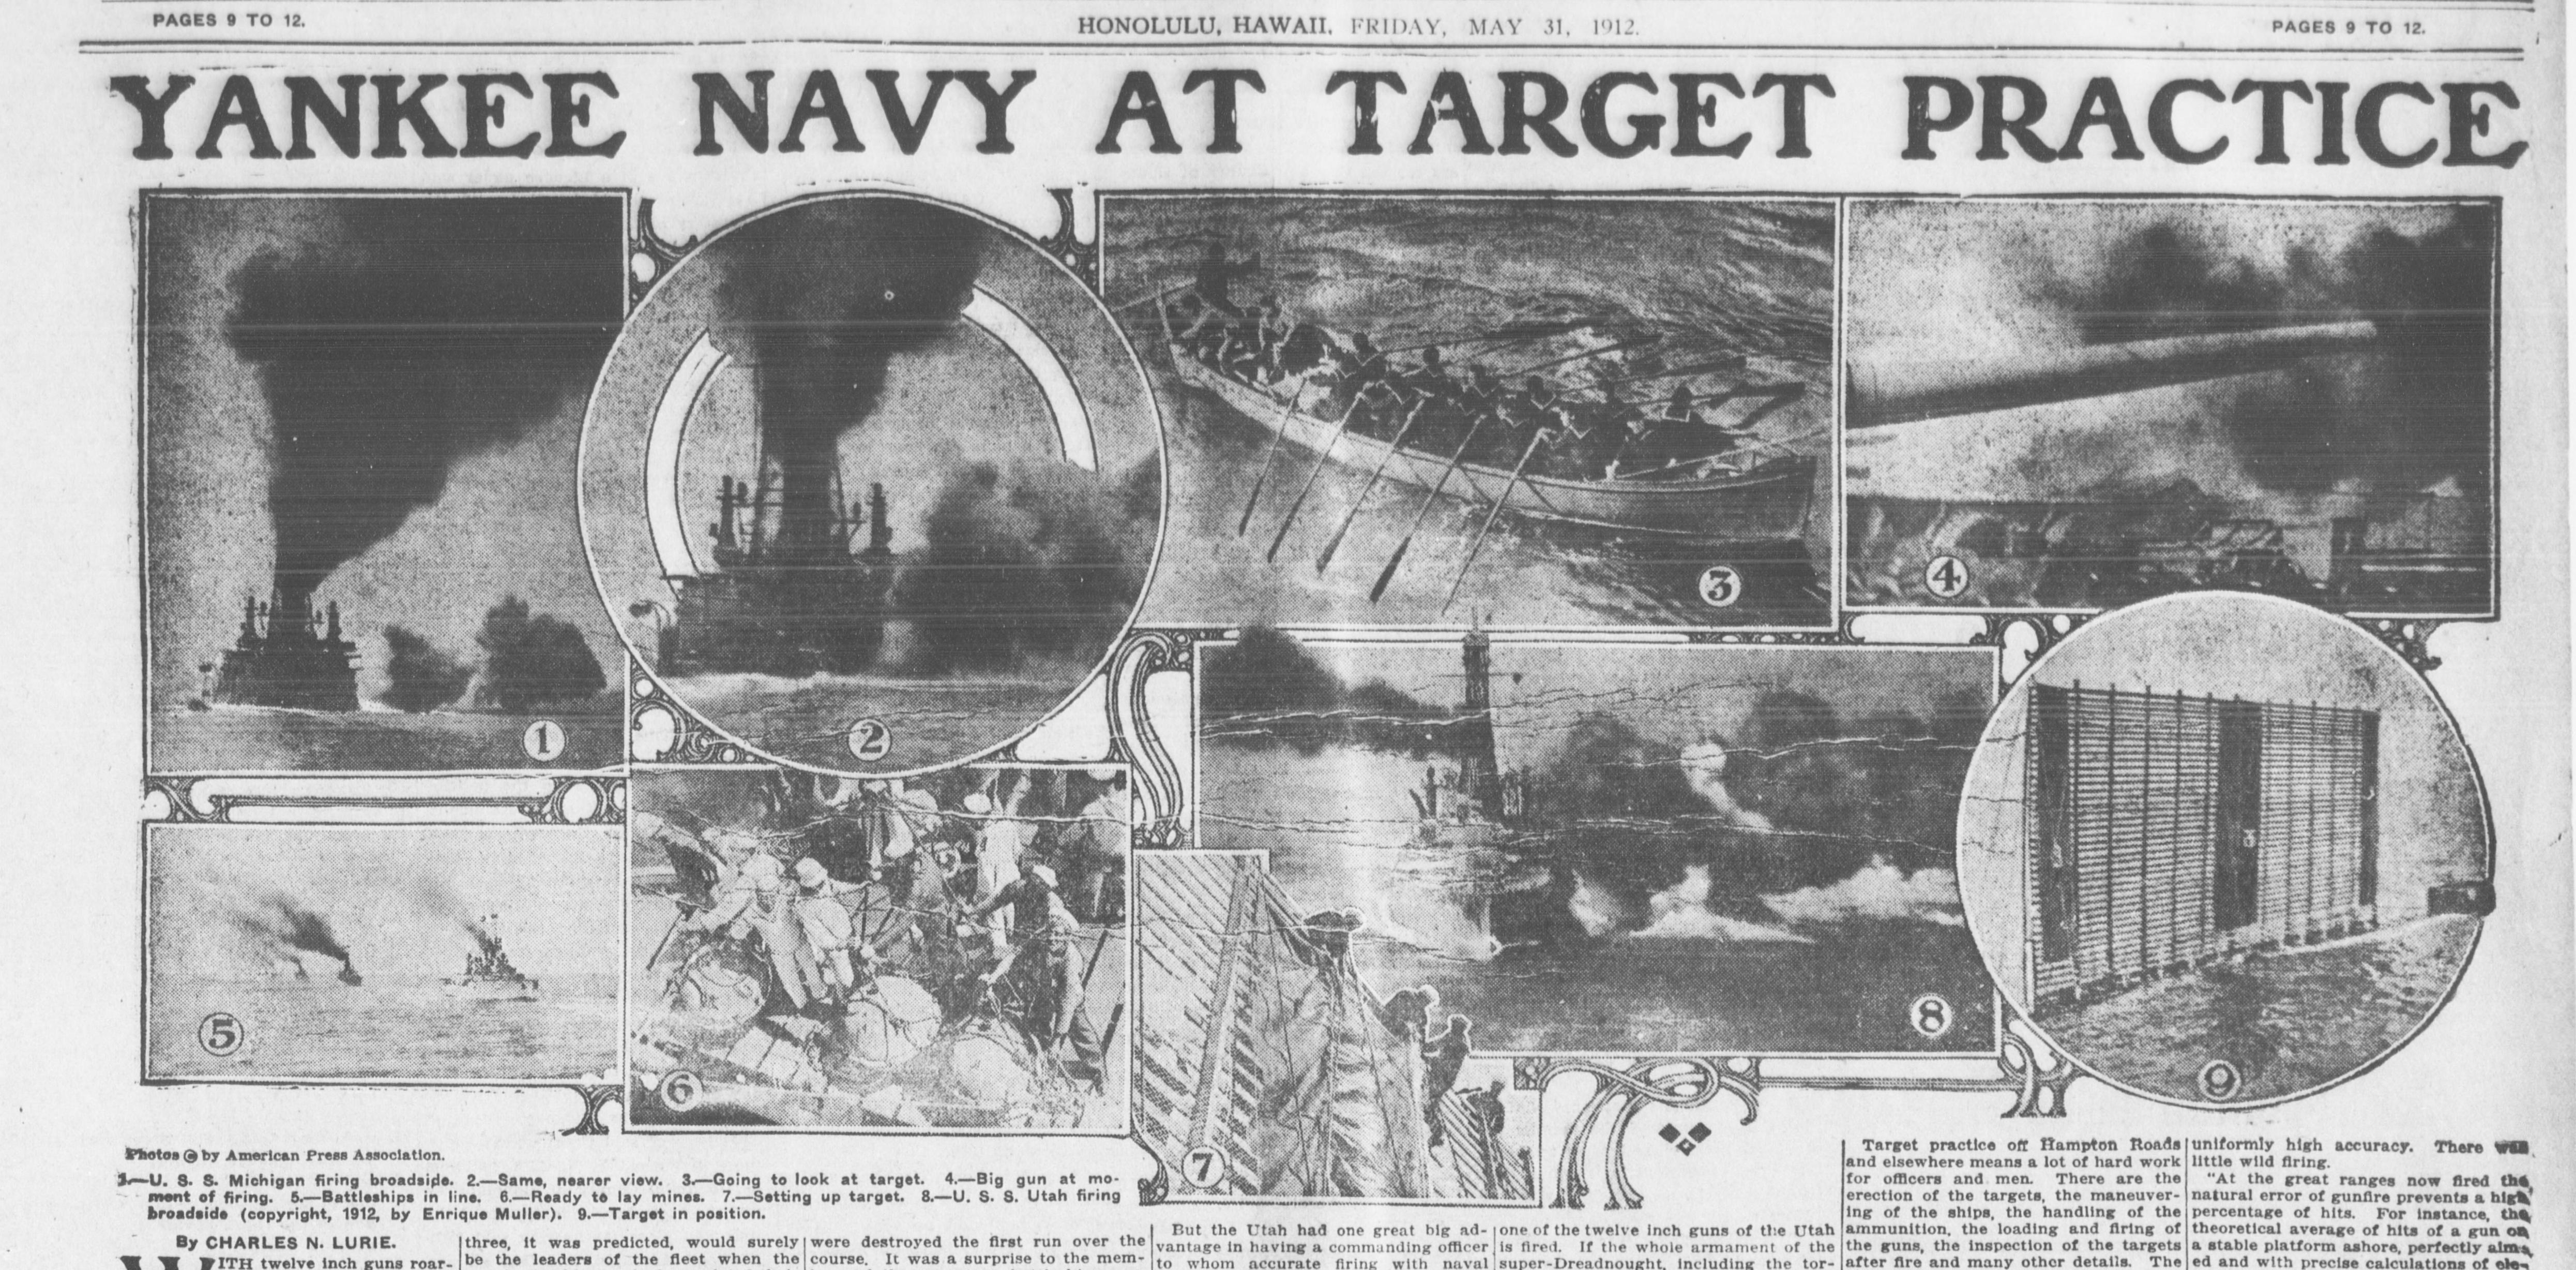 PAGES 9 TO 12.
HONOLULU, HAWAII, FRIDAY, MAY 31, 1912.
PAGES 9 TO 12.
YANKEE NAVY AT TARGET PRACTICE
1
2
3
4
5
6
7
8
9
3
Photos © by American Press Association.
1.—U. S. S. Michigan firing broadside. 2.—Same, nearer view. 3.—Going to look at target. 4.—Big gun at mo-
ment of firing. 5.—Battleships in line. 6.—Ready to lay mines. 7.—Setting up target. 8.—U. S. S. Utah firing
broadside (copyright, 1912, by Enrique Muller). 9.—Target in position.
By CHARLES N. LURIE.
WITH twelve inch guns roar-
three, it was predicted, would surely
be the leaders of the fleet when the
were destroyed the first run over the
course. It was a surprise to the mem-
But the Utah had one great big ad-
vantage in having a commanding officer
to whom accurate firing with naval
one of the twelve inch guns of the Utah
is fired. If the whole armament of the
super-Dreadnought, including the tor-
Target practice off Hampton Roads
and elsewhere means a lot of hard work
for officers and men. There are the
erection of the targets, the maneuver-
ing of the ships, the handling of the
ammunition, the loading and firing of
the guns, the inspection of the targets
after fire and many other details. The
uniformly high accuracy. There was
little wild firing.
"At the great ranges now fired the
natural error of gunfire prevents a high
percentage of hits. For instance, the
theoretical average of hits of a gun on
a stable platform ashore, perfectly aim-
ed and with precise calculations of ele-